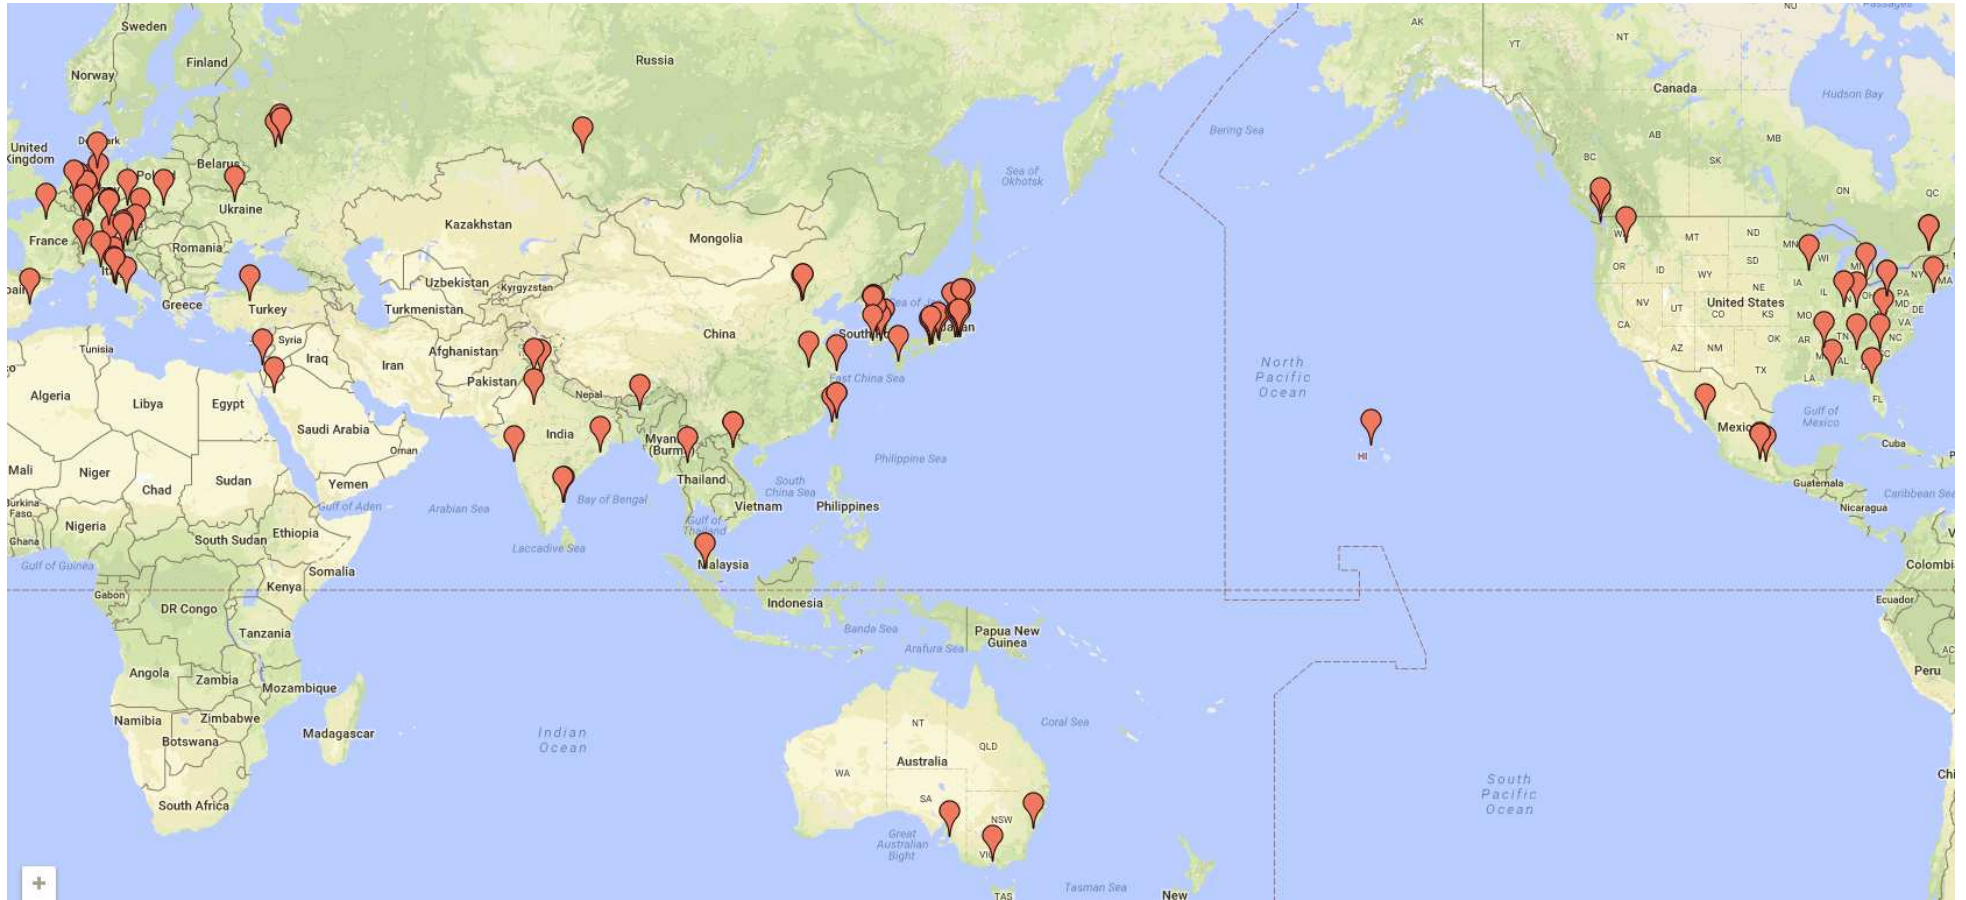 Sweden
Norway
Finland
Russia
United
Kingdom
Belarus
Ukraine
France
Romania
Greece
Turkey
Kazakhstan
Mongolia
Uzbekistan
Kyrgyzstan
Turkmenistan
Afghanistan
China
Syria
Iraq
Iran
Pakistan
Nepal
Tunisia
Algeria
Libya
Egypt
Saudi Arabia
Oman
Yemen
Gulf of Aden
Mali
Niger
Chad
Sudan
Burkina
Faso
Ghana
Nigeria
South Sudan
Ethiopia
Somalia
Gulf of Guinea
Gabon
DR Congo
Kenya
Tanzania
Angola
Zambia
Mozambique
Namibia
Zimbabwe
Botswana
Madagascar
South Africa
India
Thailand
Vietnam
Philippines
Arabian Sea
Bay of Bengal
Laccadive Sea
Gulf of
Thailand
South
China Sea
Philippine Sea
East China Sea
Malaysia
Indonesia
Banda Sea
Arafura Sea
Papua New
Guinea
Indian
Ocean
Coral Sea
NT
QLD
Australia
WA
SA
NSW
Great
Australian
Bight
TAS
Tasman Sea
New
Sea of
Okhotsk
Bering Sea
North
Pacific
Ocean
HI
South
Pacific
Ocean
AK
YT
NT
NU
Canada
Hudson Bay
BC
AB
SK
MB
ON
QC
MT
ND
MN
OR
ID
WY
SD
WI
IA
NE
NV
UT
United States
CO
KS
CA
AZ
NM
OK
TX
MO
AR
LA
IL
TN
AL
NC
VA
DE
MD
PA
NY
MA
FL
Gulf of
Mexico
Cuba
Guatemala
Nicaragua
Caribbean Sea
Ecuador
Peru
+